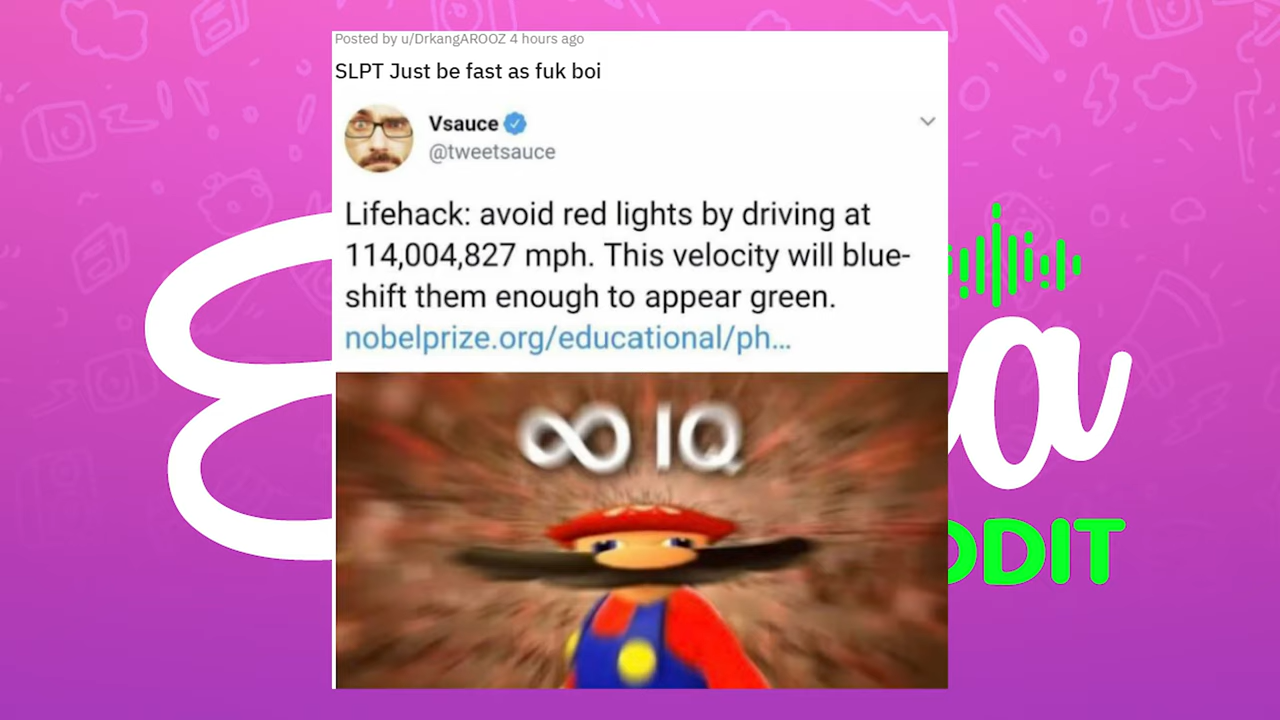 Posted by u/DrkangAROOZ 4 hours ago
SLPT Just be fast as fuk boi
Vsauce
@tweetsauce
Lifehack: avoid red lights by driving at
114,004,827 mph. This velocity will blue-
shift them enough to appear green.
nobelprize.org/educational/ph...
∞ IQ
a
DDIT